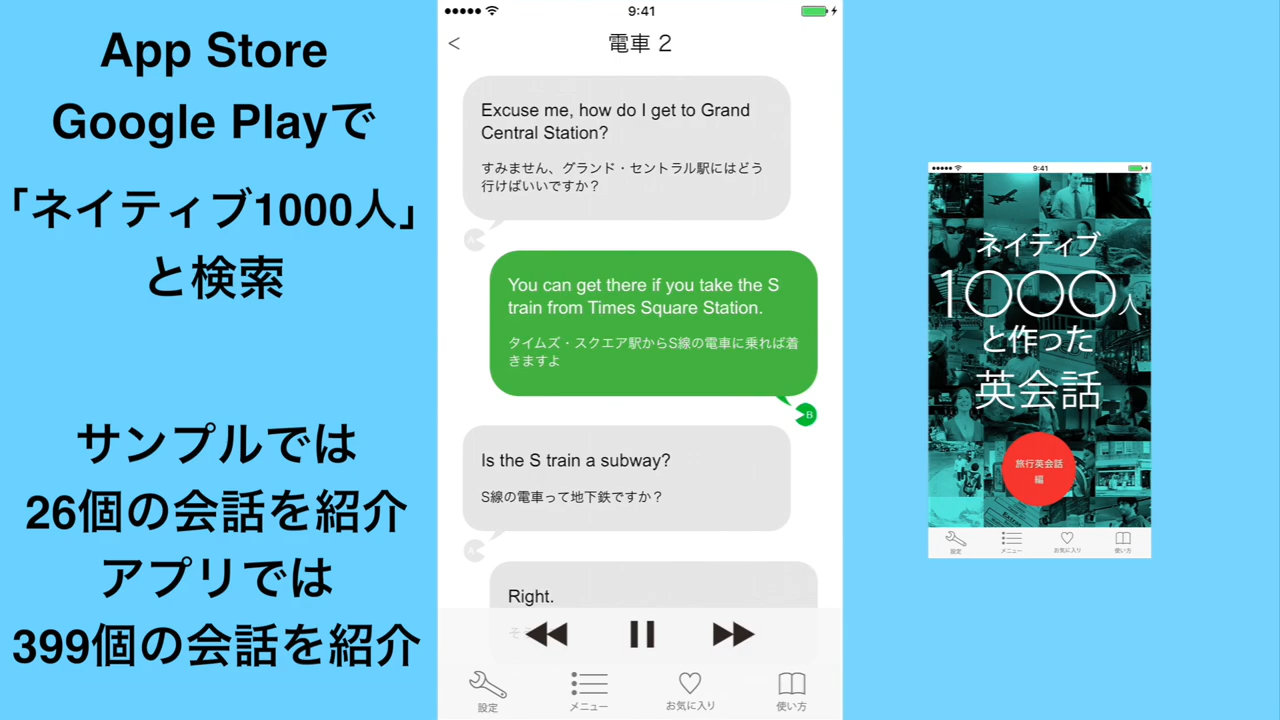 App Store
Google Playで
「ネイティブ1000人」
と検索
サンプルでは
26個の会話を紹介
アプリでは
399個の会話を紹介
9:41
<
電車 2
Excuse me, how do I get to Grand
Central Station?
すみません、グランド・セントラル駅にはどう
行けばいいですか？
A
You can get there if you take the S
train from Times Square Station.
タイムズ・スクエア駅からS線の電車に乗れば着
きますよ
B
Is the S train a subway?
S線の電車って地下鉄ですか？
A
Right.
設定
メニュー
お気に入り
使い方
9:41
ネイティブ
1000人
と作った
英会話
旅行英会話
編
設定
メニュー
お気に入り
使い方